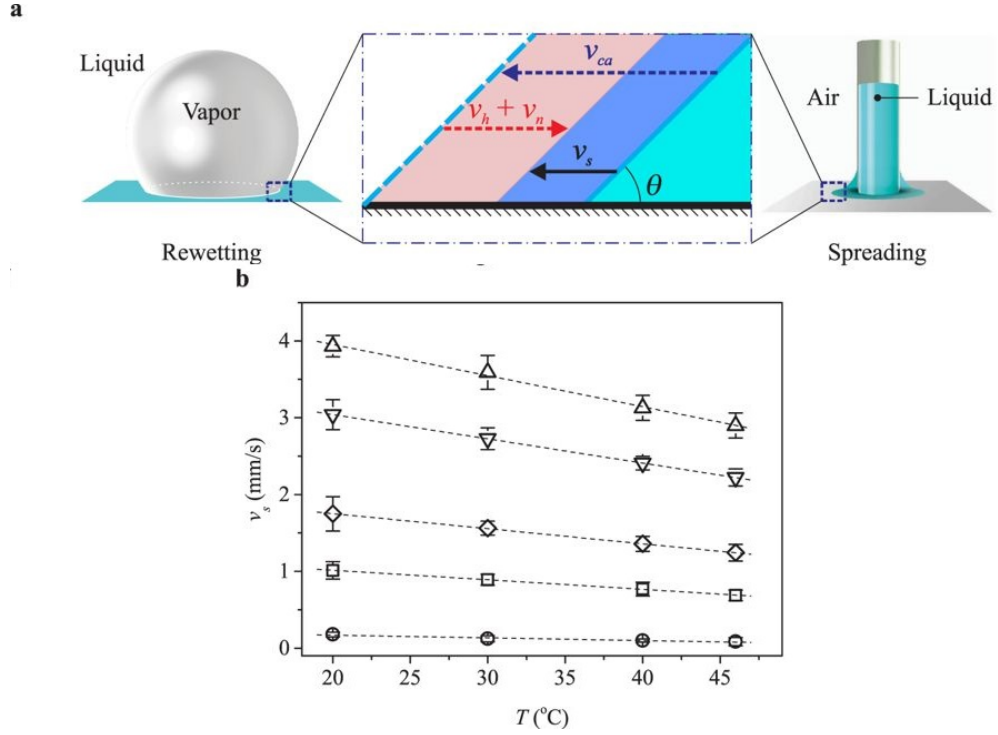 a
Liquid
Vapor
Rewetting
v_ca
v_h + v_n
v_s
θ
Air
Liquid
Spreading
b
4
3
2
1
0
v_s (mm/s)
20 25 30 35 40 45
T (°C)